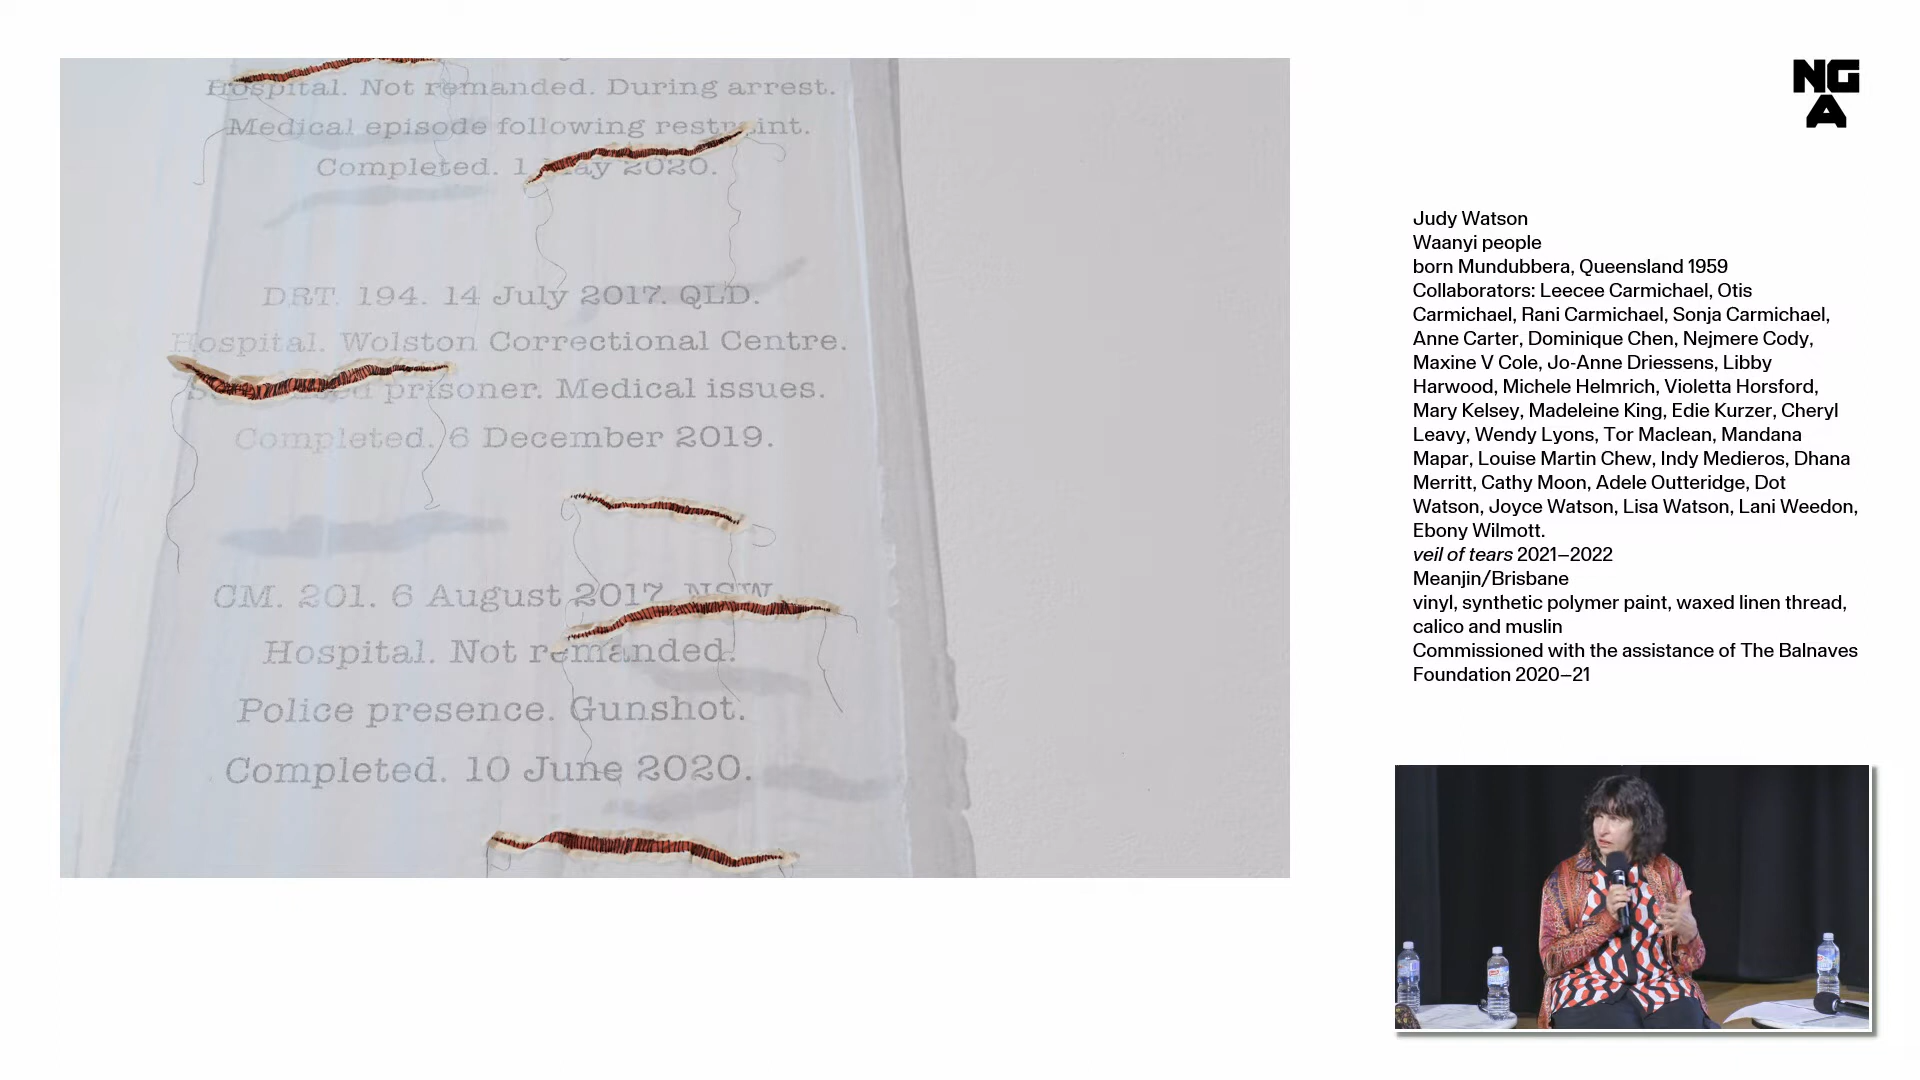 Hospital. Not remanded. During arrest.
Medical episode following restraint.
Completed. 1 May 2020.
DRT. 194. 14 July 2017. QLD.
Hospital. Wolston Correctional Centre.
prisoner. Medical issues.
Completed. 6 December 2019.
CM. 201. 6 August 2017. NSW
Hospital. Not remanded.
Police presence. Gunshot.
Completed. 10 June 2020.
NG
A
Judy Watson
Waanyi people
born Mundubbera, Queensland 1959
Collaborators: Leecee Carmichael, Otis
Carmichael, Rani Carmichael, Sonja Carmichael,
Anne Carter, Dominique Chen, Nejmere Cody,
Maxine V Cole, Jo-Anne Driessens, Libby
Harwood, Michele Helmrich, Violetta Horsford,
Mary Kelsey, Madeleine King, Edie Kurzer, Cheryl
Leavy, Wendy Lyons, Tor Maclean, Mandana
Mapar, Louise Martin Chew, Indy Medieros, Dhana
Merritt, Cathy Moon, Adele Outteridge, Dot
Watson, Joyce Watson, Lisa Watson, Lani Weedon,
Ebony Wilmott.
veil of tears 2021–2022
Meanjin/Brisbane
vinyl, synthetic polymer paint, waxed linen thread,
calico and muslin
Commissioned with the assistance of The Balnaves
Foundation 2020–21